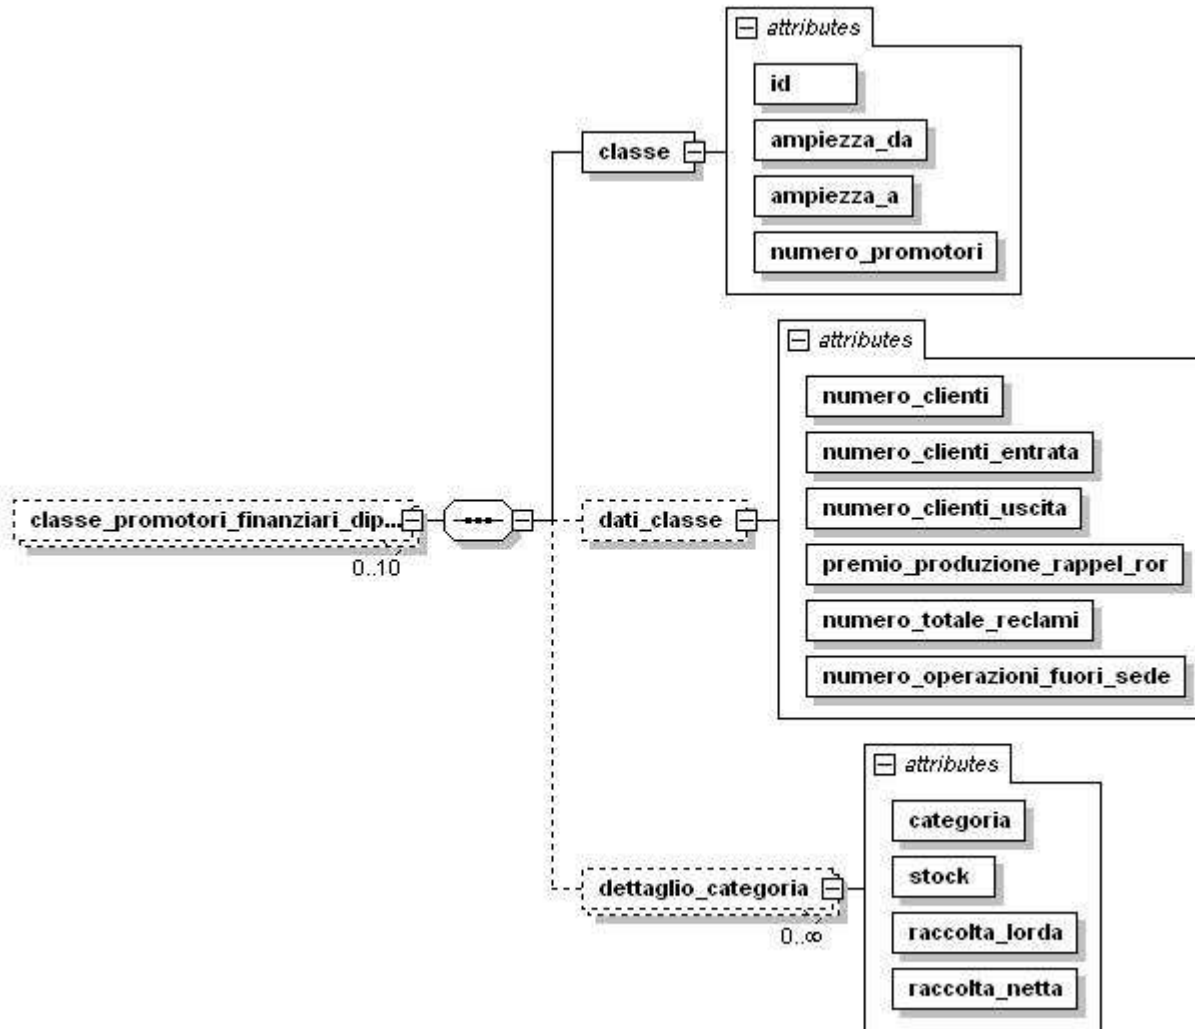 attributes
id
ampiezza_da
classe
ampiezza_a
numero_promotori
attributes
numero_clienti
numero_clienti_entrata
numero_clienti_uscita
classe_promotori_finanziari_dip...
0..10
dati_classe
premio_produzione_rappel_ror
numero_totale_reclami
numero_operazioni_fuori_sede
attributes
categoria
stock
dettaglio_categoria
0..∞
raccolta_lorda
raccolta_netta